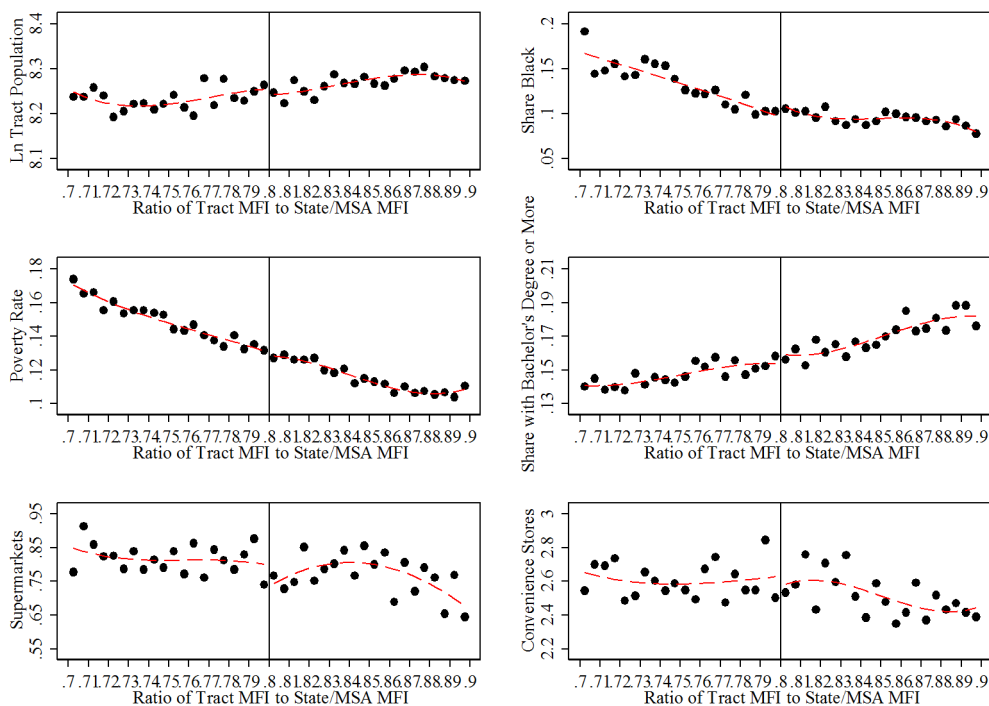 Ln Tract Population
8.1 8.2 8.3 8.4
.7 .71 .72 .73 .74 .75 .76 .77 .78 .79 .8 .81 .82 .83 .84 .85 .86 .87 .88 .89 .9
Ratio of Tract MFI to State/MSA MFI
Share Black
.05 .1 .15 .2
.7 .71 .72 .73 .74 .75 .76 .77 .78 .79 .8 .81 .82 .83 .84 .85 .86 .87 .88 .89 .9
Ratio of Tract MFI to State/MSA MFI
Poverty Rate
.1 .12 .14 .16 .18
.7 .71 .72 .73 .74 .75 .76 .77 .78 .79 .8 .81 .82 .83 .84 .85 .86 .87 .88 .89 .9
Ratio of Tract MFI to State/MSA MFI
Share with Bachelor's Degree or More
.13 .15 .17 .19 .21
.7 .71 .72 .73 .74 .75 .76 .77 .78 .79 .8 .81 .82 .83 .84 .85 .86 .87 .88 .89 .9
Ratio of Tract MFI to State/MSA MFI
Supermarkets
.55 .65 .75 .85 .95
.7 .71 .72 .73 .74 .75 .76 .77 .78 .79 .8 .81 .82 .83 .84 .85 .86 .87 .88 .89 .9
Ratio of Tract MFI to State/MSA MFI
Convenience Stores
2.2 2.4 2.6 2.8 3
.7 .71 .72 .73 .74 .75 .76 .77 .78 .79 .8 .81 .82 .83 .84 .85 .86 .87 .88 .89 .9
Ratio of Tract MFI to State/MSA MFI